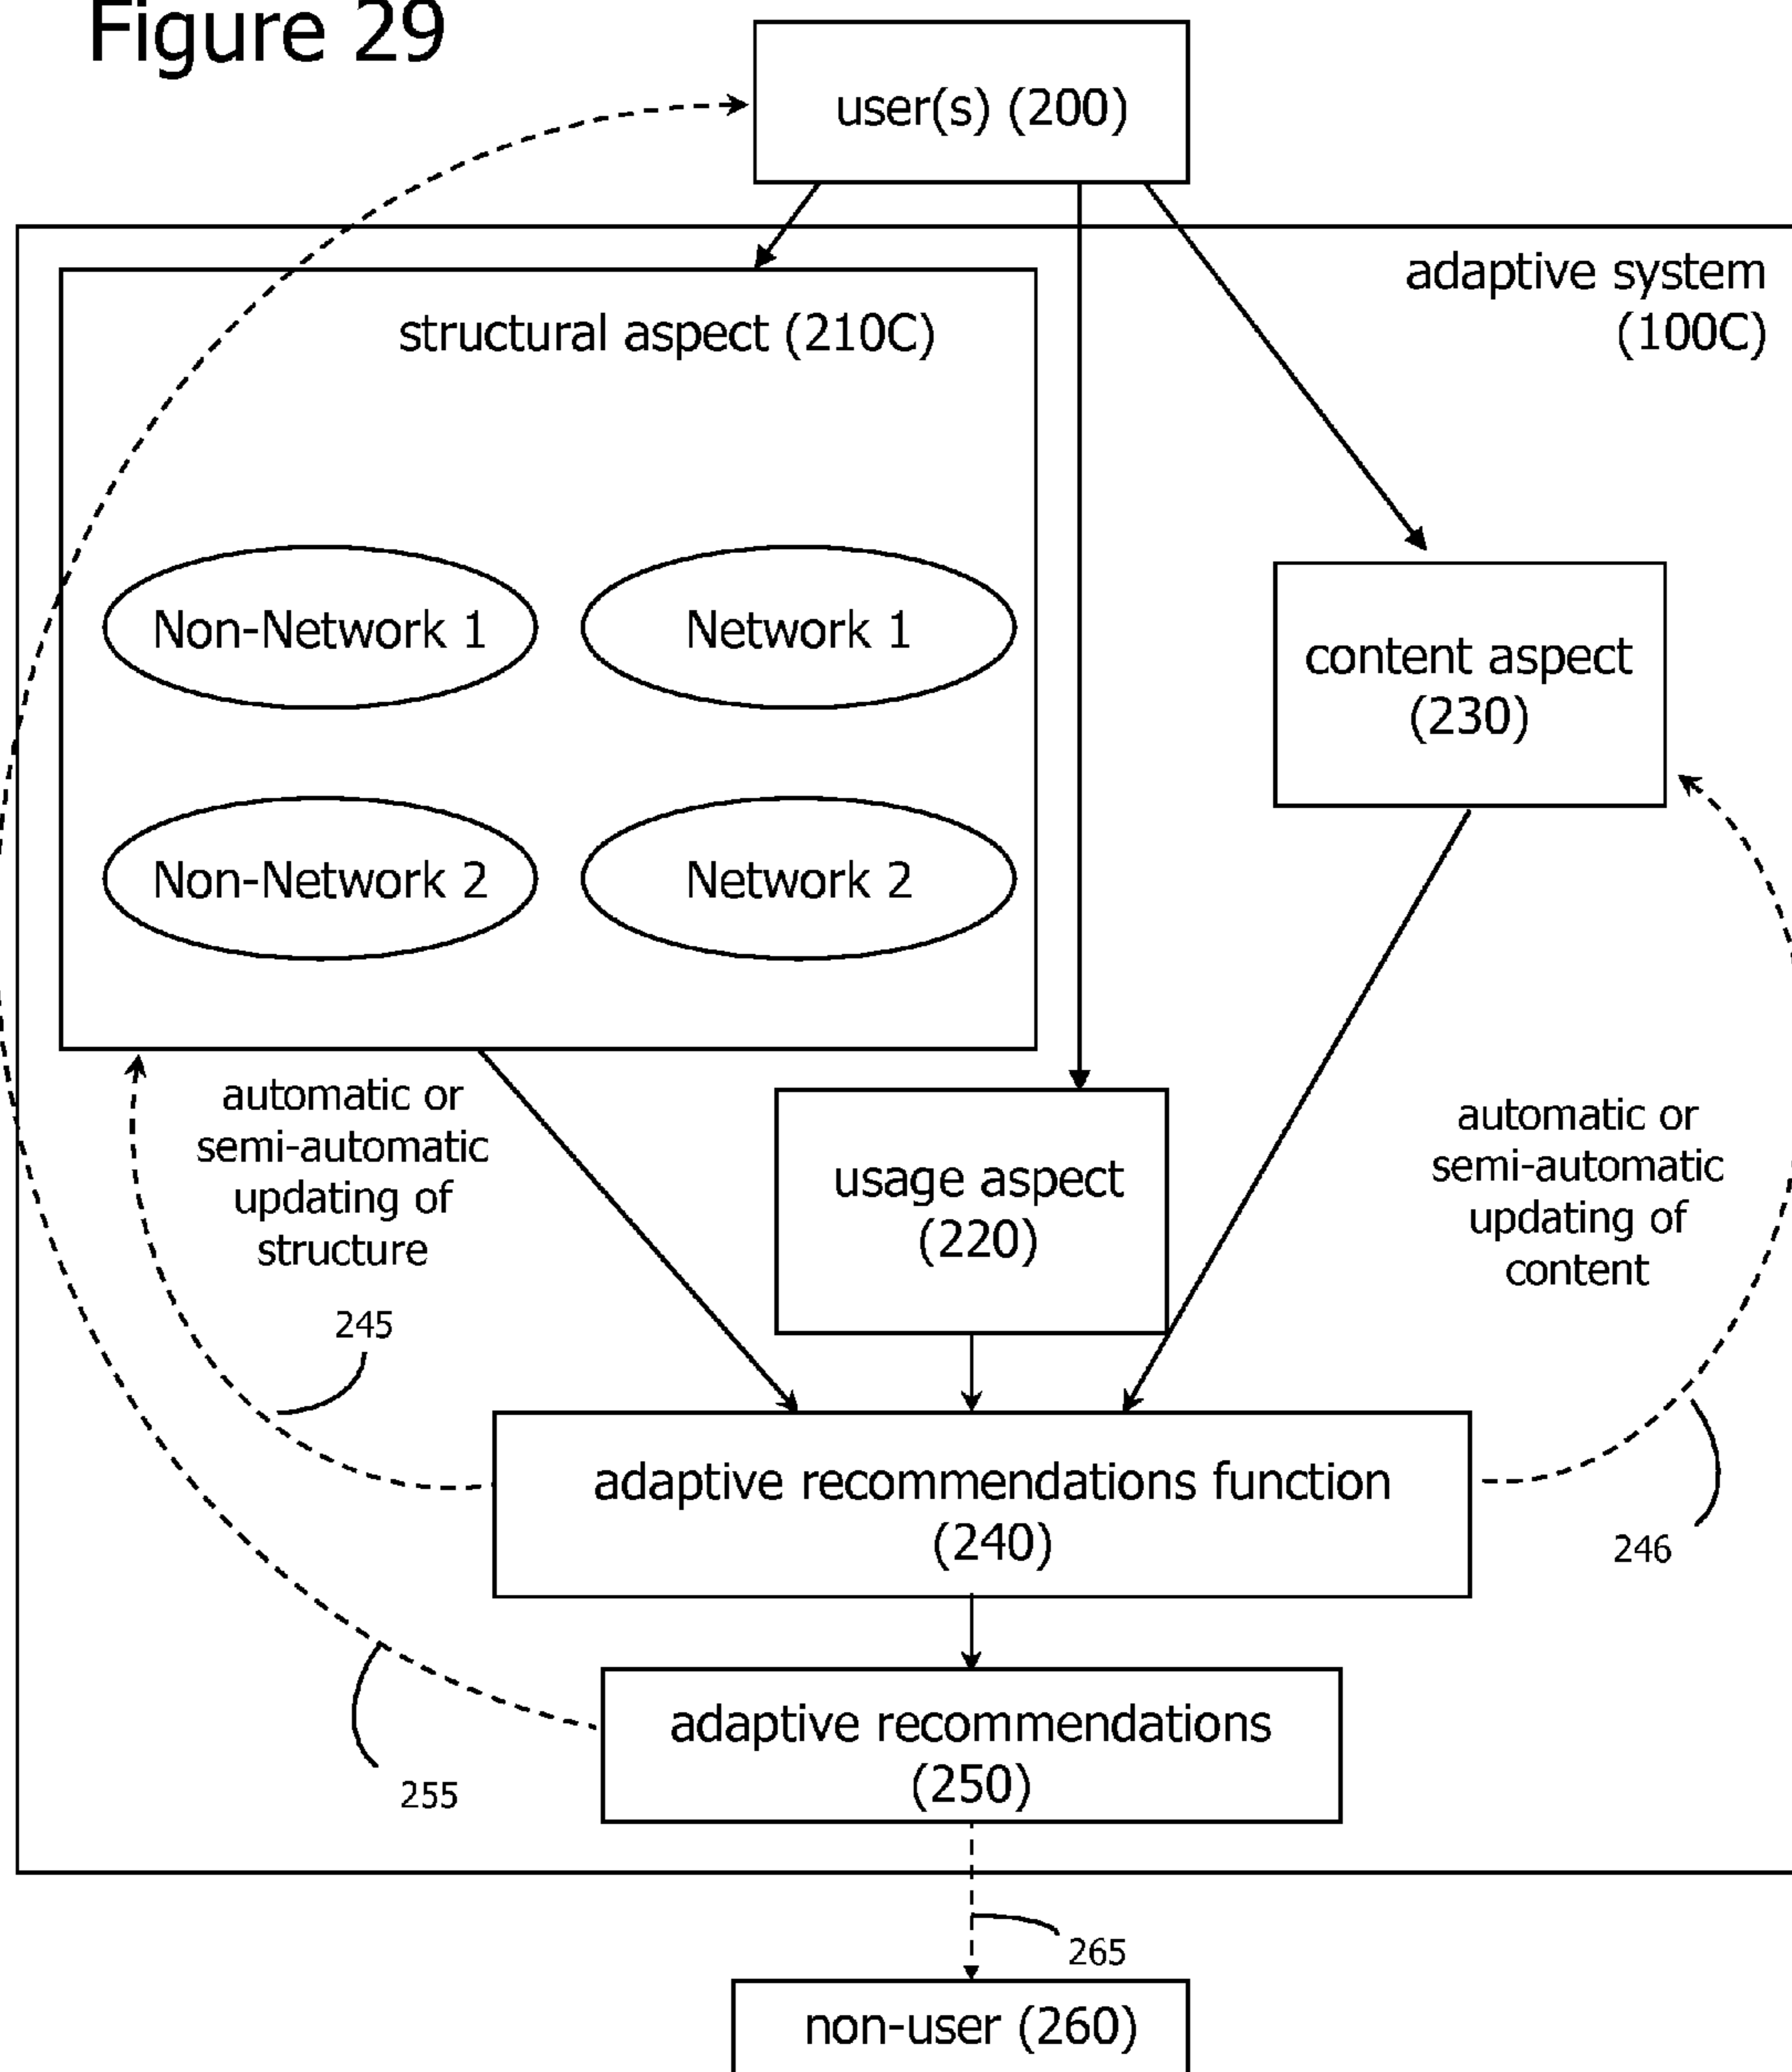 Figure 29
user(s) (200)
adaptive system
(100C)
structural aspect (210C)
Non-Network 1
Network 1
content aspect
(230)
Non-Network 2
Network 2
automatic or
semi-automatic
updating of
structure
usage aspect
(220)
automatic or
semi-automatic
updating of
content
245
adaptive recommendations function
(240)
246
adaptive recommendations
(250)
255
265
non-user (260)